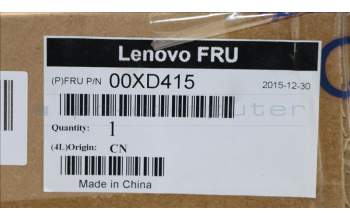 Lenovo FRU
(P)FRU P/N 00XD415 2015-12-30
Quantity: 1
(4L)Origin: CN
Made in China